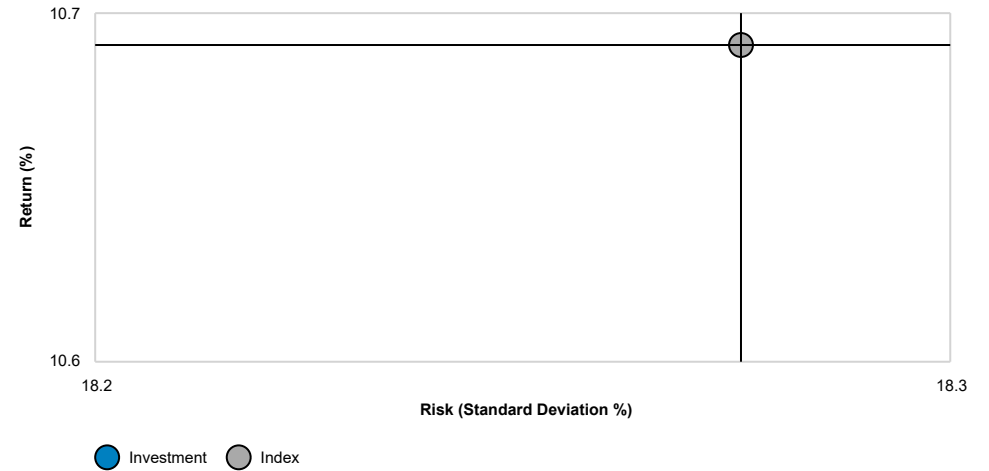 10.7
Return (%)
10.6
18.2
18.3
Risk (Standard Deviation %)
Investment
Index